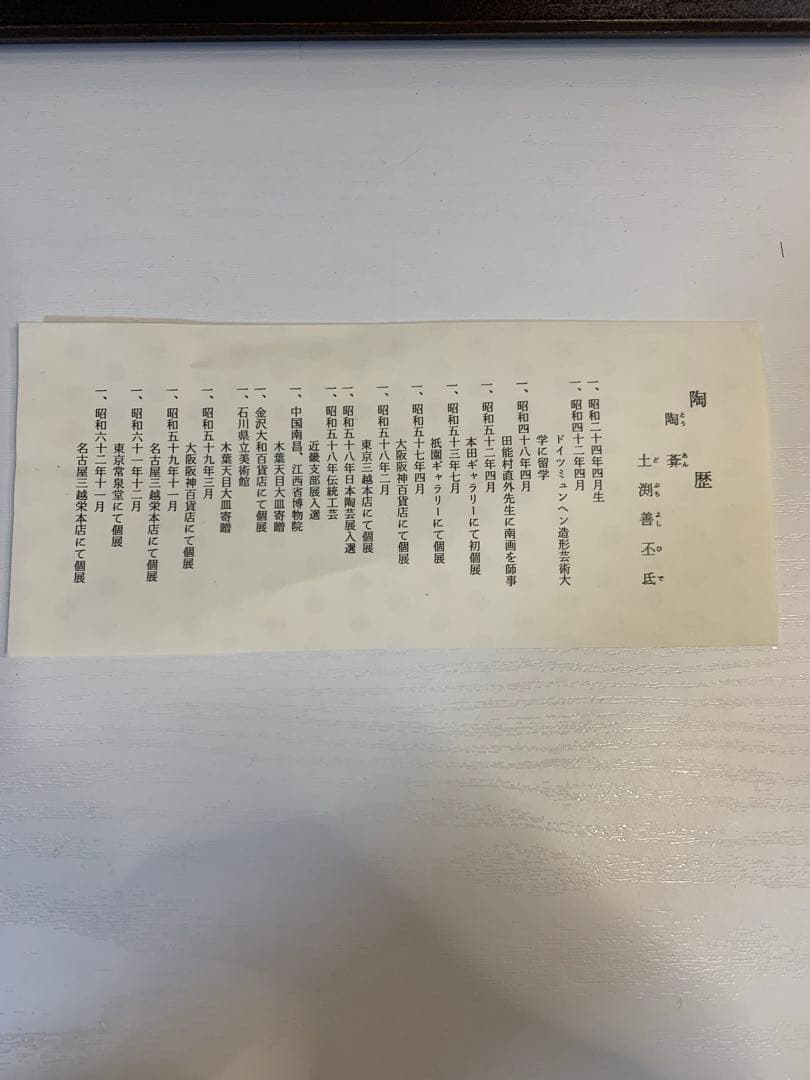 陶歴
陶葊
とうあん
土渕善丕氏
どぶちよしひで
一、昭和二十四年四月生
一、昭和四十二年四月
ドイツミュンヘン造形芸術大
学に留学
一、昭和四十八年四月
田能村直外先生に南画を師事
一、昭和五十二年四月
本田ギャラリーにて初個展
一、昭和五十三年七月
祇園ギャラリーにて個展
一、昭和五十七年四月
大阪阪神百貨店にて個展
一、昭和五十八年二月
東京三越本店にて個展
一、昭和五十八年日本陶芸展入選
一、昭和五十八年伝統工芸
近畿支部展入選
一、中国南昌、江西省博物院
木葉天目大皿寄贈
一、金沢大和百貨店にて個展
一、石川県立美術館
木葉天目大皿寄贈
一、昭和五十九年三月
大阪阪神百貨店にて個展
一、昭和五十九年十一月
名古屋三越栄本店にて個展
一、昭和六十一年十二月
東京常泉堂にて個展
一、昭和六十二年十一月
名古屋三越栄本店にて個展